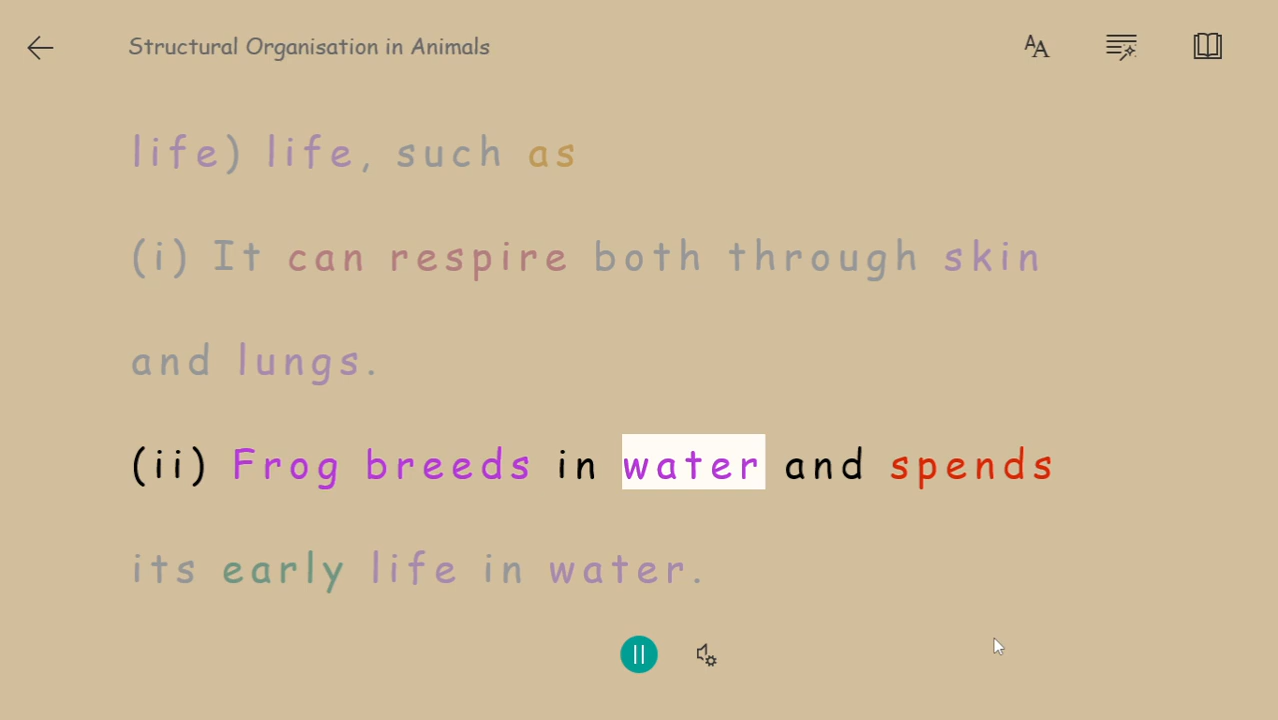 Structural Organisation in Animals
life) life, such as
(i) It can respire both through skin
and lungs.
(ii) Frog breeds in water and spends
its early life in water.